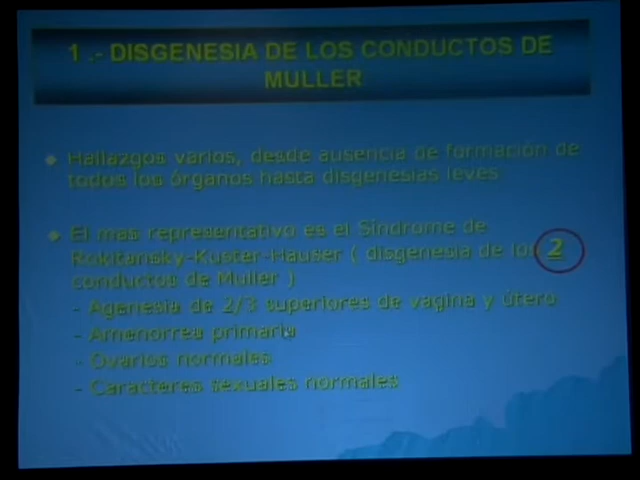 1 .- DISGENESIA DE LOS CONDUCTOS DE
MULLER
Hallazgos varios, desde ausencia de formación de
todos los órganos hasta disgenesias leves
El mas representativo es el Síndrome de
Rokitansky-Kuster-Hauser ( disgenesia de los 2
conductos de Muller )
- Agenesia de 2/3 superiores de vagina y útero
- Amenorrea primaria
- Ovarios normales
- Caracteres sexuales normales